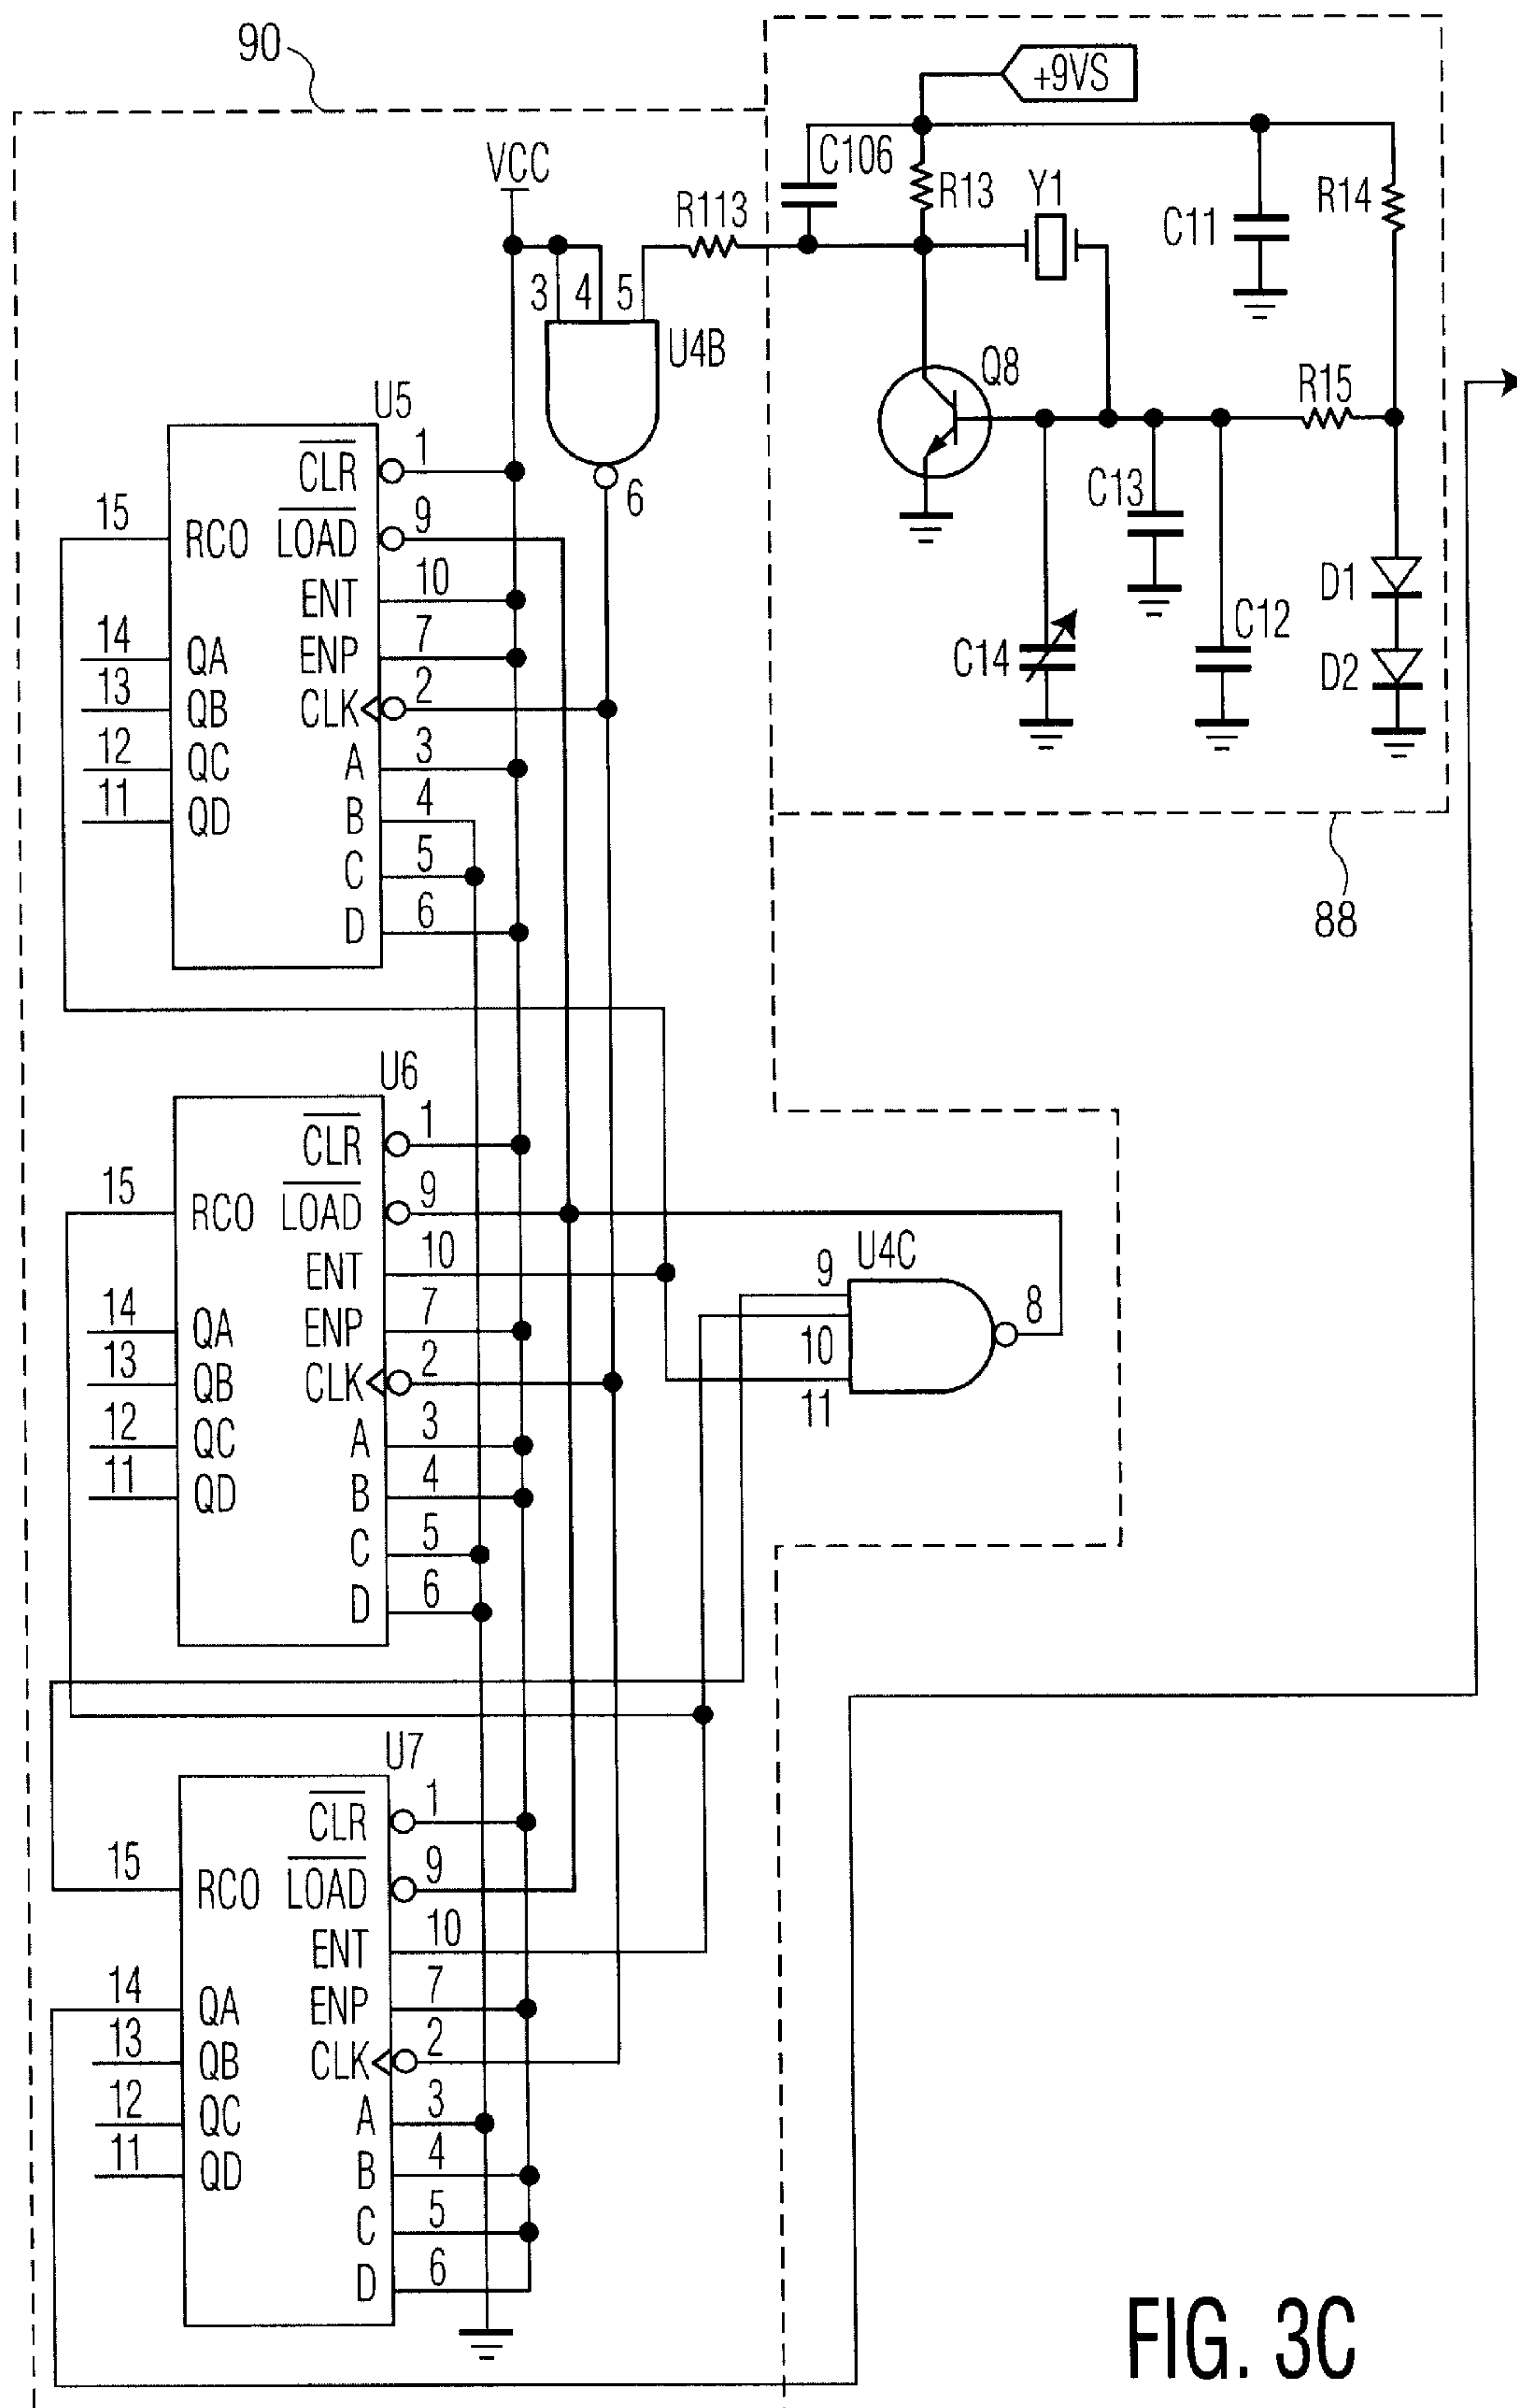 90
+9VS
VCC
C106
R13
Y1
R113
C11
R14
3 4 5
U4B
Q8
R15
U5
6
CLR 1
15 RCO LOAD 9
ENT 10
14 QA ENP 7
13 QB CLK 2
12 QC A 3
11 QD B 4
C 5
D 6
C13
C14
C12
D1
D2
88
U6
CLR 1
15 RCO LOAD 9
ENT 10
14 QA ENP 7
13 QB CLK 2
12 QC A 3
11 QD B 4
C 5
D 6
U4C
9
10
11
8
U7
CLR 1
15 RCO LOAD 9
ENT 10
14 QA ENP 7
13 QB CLK 2
12 QC A 3
11 QD B 4
C 5
D 6
FIG. 3C